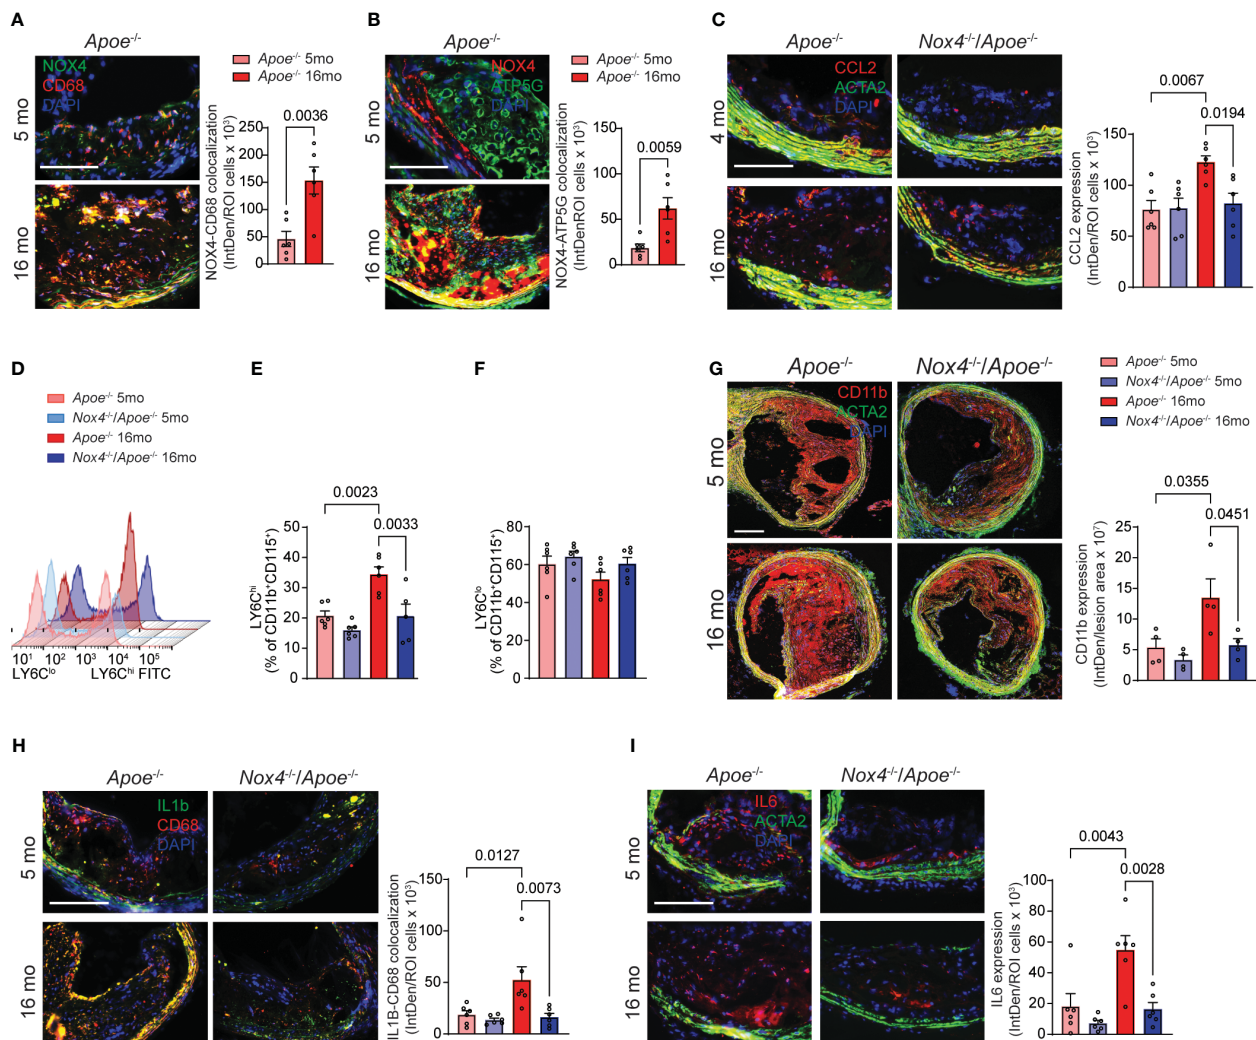 A
Apoe-/-
NOX4
CD68
DAPI
5 mo
16 mo
Apoe-/- 5mo
Apoe-/- 16mo
0.0036
250
200
150
100
50
0
NOX4-CD68 colocalization
(IntDen/ROI cells x 10³)
B
Apoe-/-
NOX4
ATP5G
DAPI
5 mo
16 mo
Apoe-/- 5mo
Apoe-/- 16mo
0.0059
150
100
50
0
NOX4-ATP5G colocalization
(IntDen/ROI cells x 10³)
C
Apoe-/-
Nox4-/-/Apoe-/-
CCL2
ACTA2
DAPI
4 mo
16 mo
0.0067
0.0194
150
100
50
0
CCL2 expression
(IntDen/ROI cells x 10³)
D
Apoe-/- 5mo
Nox4-/-/Apoe-/- 5mo
Apoe-/- 16mo
Nox4-/-/Apoe-/- 16mo
10¹ 10² 10³ 10⁴ 10⁵
LY6Clo LY6Chi FITC
E
0.0023
0.0033
50
40
30
20
10
0
LY6Chi
(% of CD11b+CD115+)
F
80
60
40
20
0
LY6Clo
(% of CD11b+CD115+)
G
Apoe-/-
Nox4-/-/Apoe-/-
CD11b
ACTA2
DAPI
5 mo
16 mo
Apoe-/- 5mo
Nox4-/-/Apoe-/- 5mo
Apoe-/- 16mo
Nox4-/-/Apoe-/- 16mo
0.0355
0.0451
25
20
15
10
5
0
CD11b expression
(IntDen/lesion area x 10⁷)
H
Apoe-/-
Nox4-/-/Apoe-/-
IL1b
CD68
DAPI
5 mo
16 mo
0.0127
0.0073
150
100
50
0
IL1B-CD68 colocalization
(IntDen/ROI cells x 10³)
I
Apoe-/-
Nox4-/-/Apoe-/-
IL6
ACTA2
DAPI
5 mo
16 mo
0.0043
0.0028
100
80
60
40
20
0
IL6 expression
(IntDen/ROI cells x 10³)